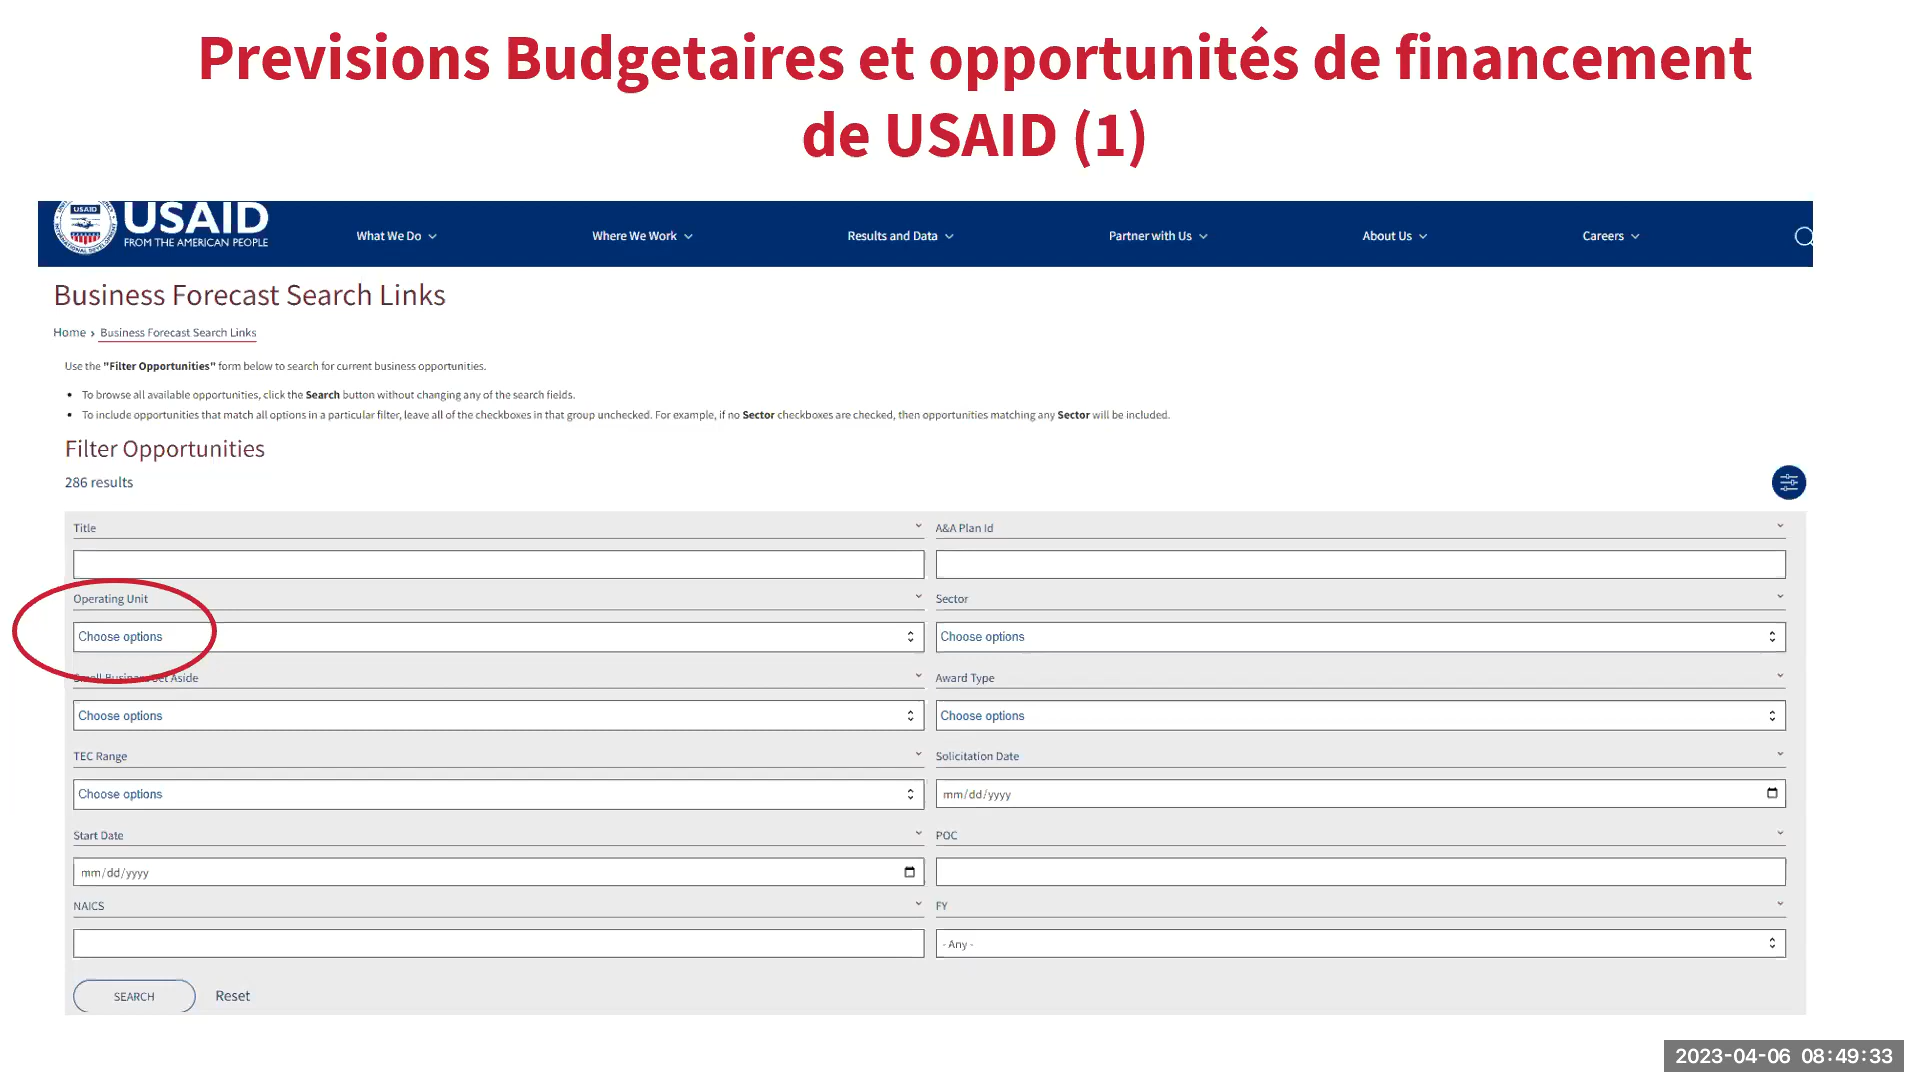 Previsions Budgetaires et opportunités de financement
de USAID (1)
USAID
USAID
FROM THE AMERICAN PEOPLE
What We Do
Where We Work
Results and Data
Partner with Us
About Us
Careers
Business Forecast Search Links
Home › Business Forecast Search Links
Use the "Filter Opportunities" form below to search for current business opportunities.
• To browse all available opportunities, click the Search button without changing any of the search fields.
• To include opportunities that match all options in a particular filter, leave all of the checkboxes in that group unchecked. For example, if no Sector checkboxes are checked, then opportunities matching any Sector will be included.
Filter Opportunities
286 results
Title
A&A Plan Id
Operating Unit
Sector
Choose options
Choose options
Small Business Set Aside
Award Type
Choose options
Choose options
TEC Range
Solicitation Date
Choose options
mm/dd/yyyy
Start Date
POC
mm/dd/yyyy
NAICS
FY
- Any -
SEARCH
Reset
2023-04-06 08:49:33